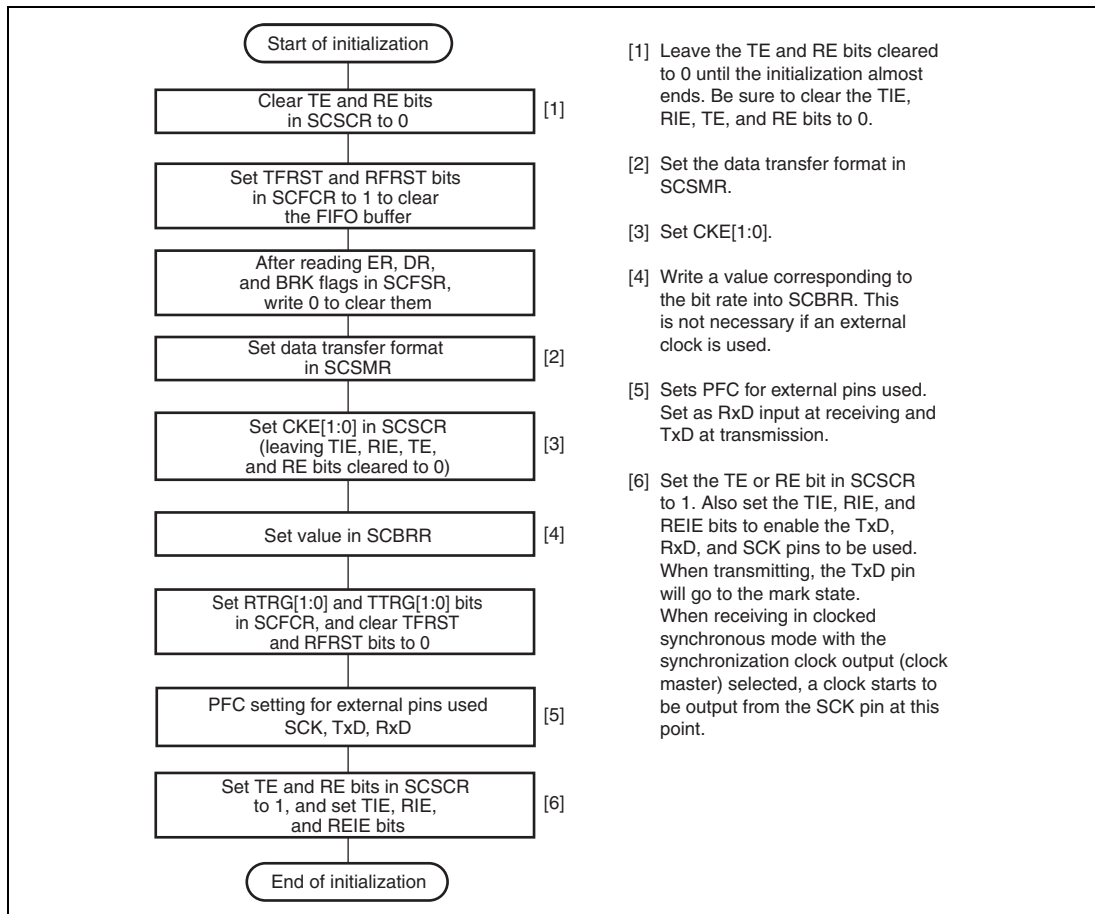 Start of initialization
Clear TE and RE bits
in SCSCR to 0
[1]
Set TFRST and RFRST bits
in SCFCR to 1 to clear
the FIFO buffer
After reading ER, DR,
and BRK flags in SCFSR,
write 0 to clear them
Set data transfer format
in SCSMR
[2]
Set CKE[1:0] in SCSCR
(leaving TIE, RIE, TE,
and RE bits cleared to 0)
[3]
Set value in SCBRR
[4]
Set RTRG[1:0] and TTRG[1:0] bits
in SCFCR, and clear TFRST
and RFRST bits to 0
PFC setting for external pins used
SCK, TxD, RxD
[5]
Set TE and RE bits in SCSCR
to 1, and set TIE, RIE,
and REIE bits
[6]
End of initialization
[1] Leave the TE and RE bits cleared
to 0 until the initialization almost
ends. Be sure to clear the TIE,
RIE, TE, and RE bits to 0.
[2] Set the data transfer format in
SCSMR.
[3] Set CKE[1:0].
[4] Write a value corresponding to
the bit rate into SCBRR. This
is not necessary if an external
clock is used.
[5] Sets PFC for external pins used.
Set as RxD input at receiving and
TxD at transmission.
[6] Set the TE or RE bit in SCSCR
to 1. Also set the TIE, RIE, and
REIE bits to enable the TxD,
RxD, and SCK pins to be used.
When transmitting, the TxD pin
will go to the mark state.
When receiving in clocked
synchronous mode with the
synchronization clock output (clock
master) selected, a clock starts to
be output from the SCK pin at this
point.